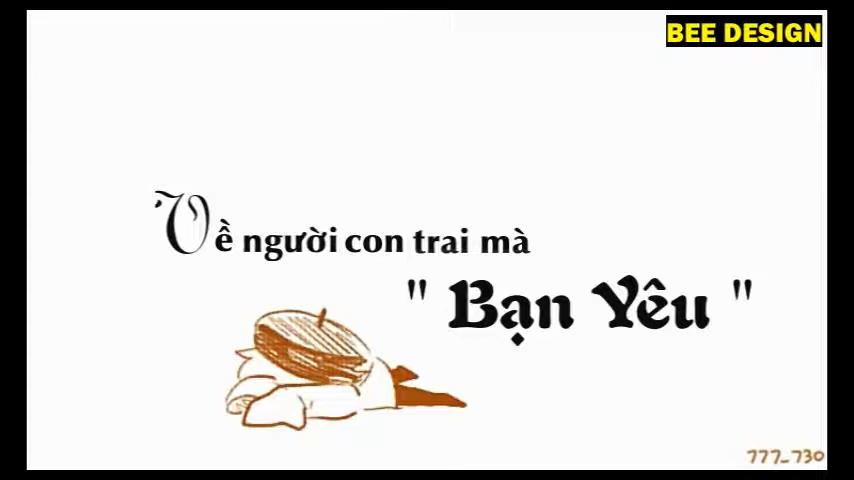 BEE DESIGN
Về người con trai mà
" Bạn Yêu "
777_730